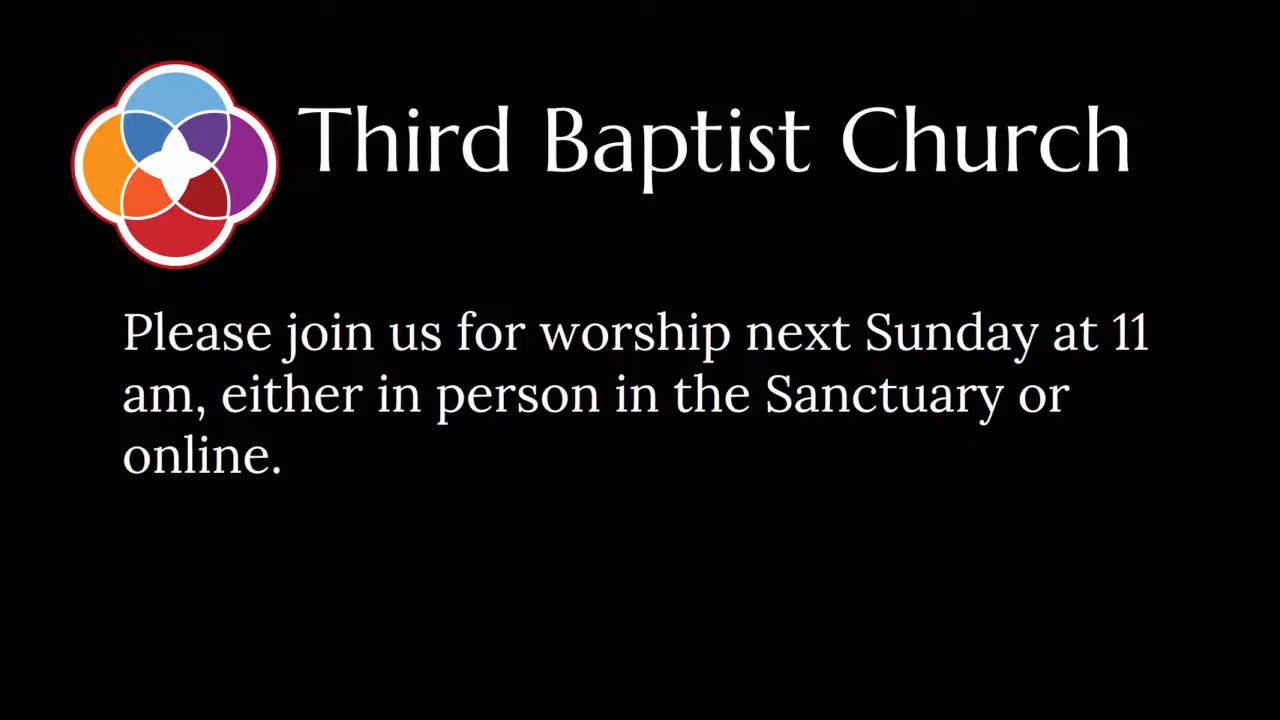 Third Baptist Church
Please join us for worship next Sunday at 11
am, either in person in the Sanctuary or
online.